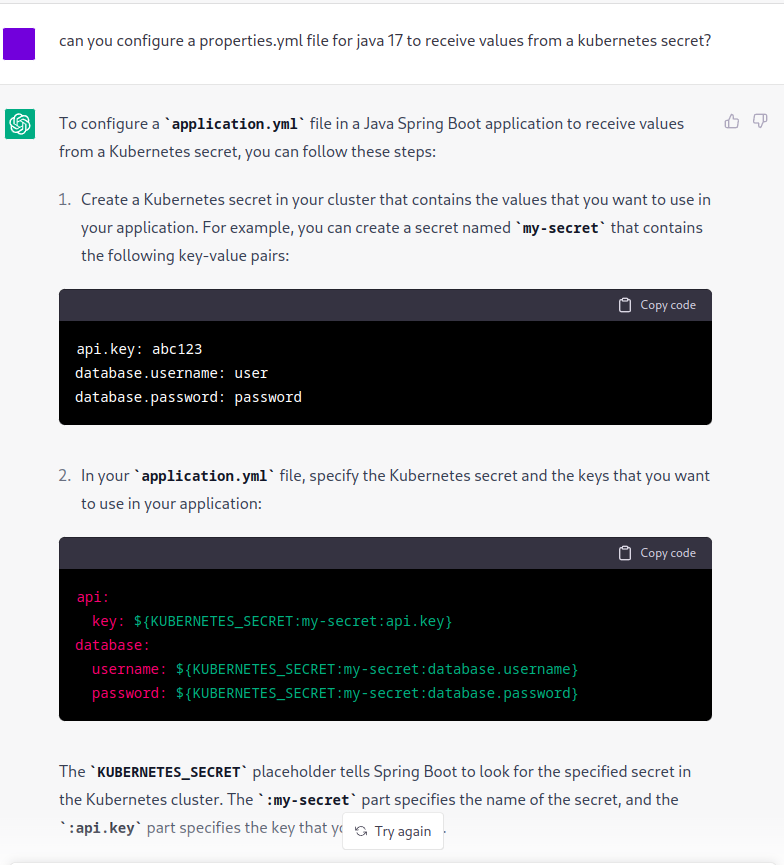 can you configure a properties.yml file for java 17 to receive values from a kubernetes secret?
To configure a `application.yml` file in a Java Spring Boot application to receive values
from a Kubernetes secret, you can follow these steps:
1. Create a Kubernetes secret in your cluster that contains the values that you want to use in
your application. For example, you can create a secret named `my-secret` that contains
the following key-value pairs:
Copy code
api.key: abc123
database.username: user
database.password: password
2. In your `application.yml` file, specify the Kubernetes secret and the keys that you want
to use in your application:
Copy code
api:
  key: ${KUBERNETES_SECRET:my-secret:api.key}
database:
  username: ${KUBERNETES_SECRET:my-secret:database.username}
  password: ${KUBERNETES_SECRET:my-secret:database.password}
The `KUBERNETES_SECRET` placeholder tells Spring Boot to look for the specified secret in
the Kubernetes cluster. The `:my-secret` part specifies the name of the secret, and the
`:api.key` part specifies the key that
Try again